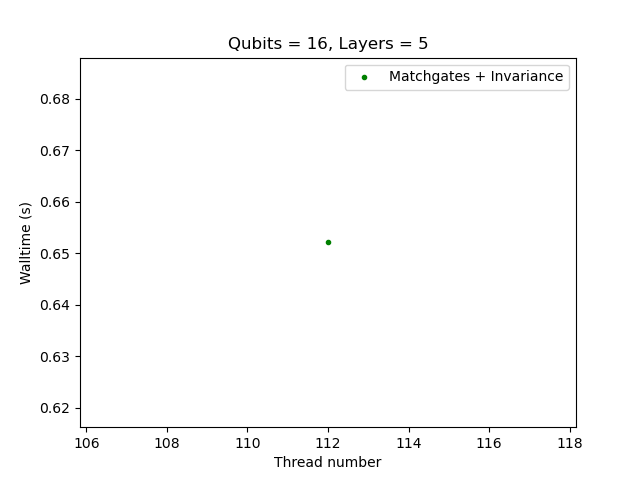 Qubits = 16, Layers = 5
Matchgates + Invariance
0.68
0.67
0.66
0.65
0.64
0.63
0.62
Walltime (s)
106 108 110 112 114 116 118
Thread number